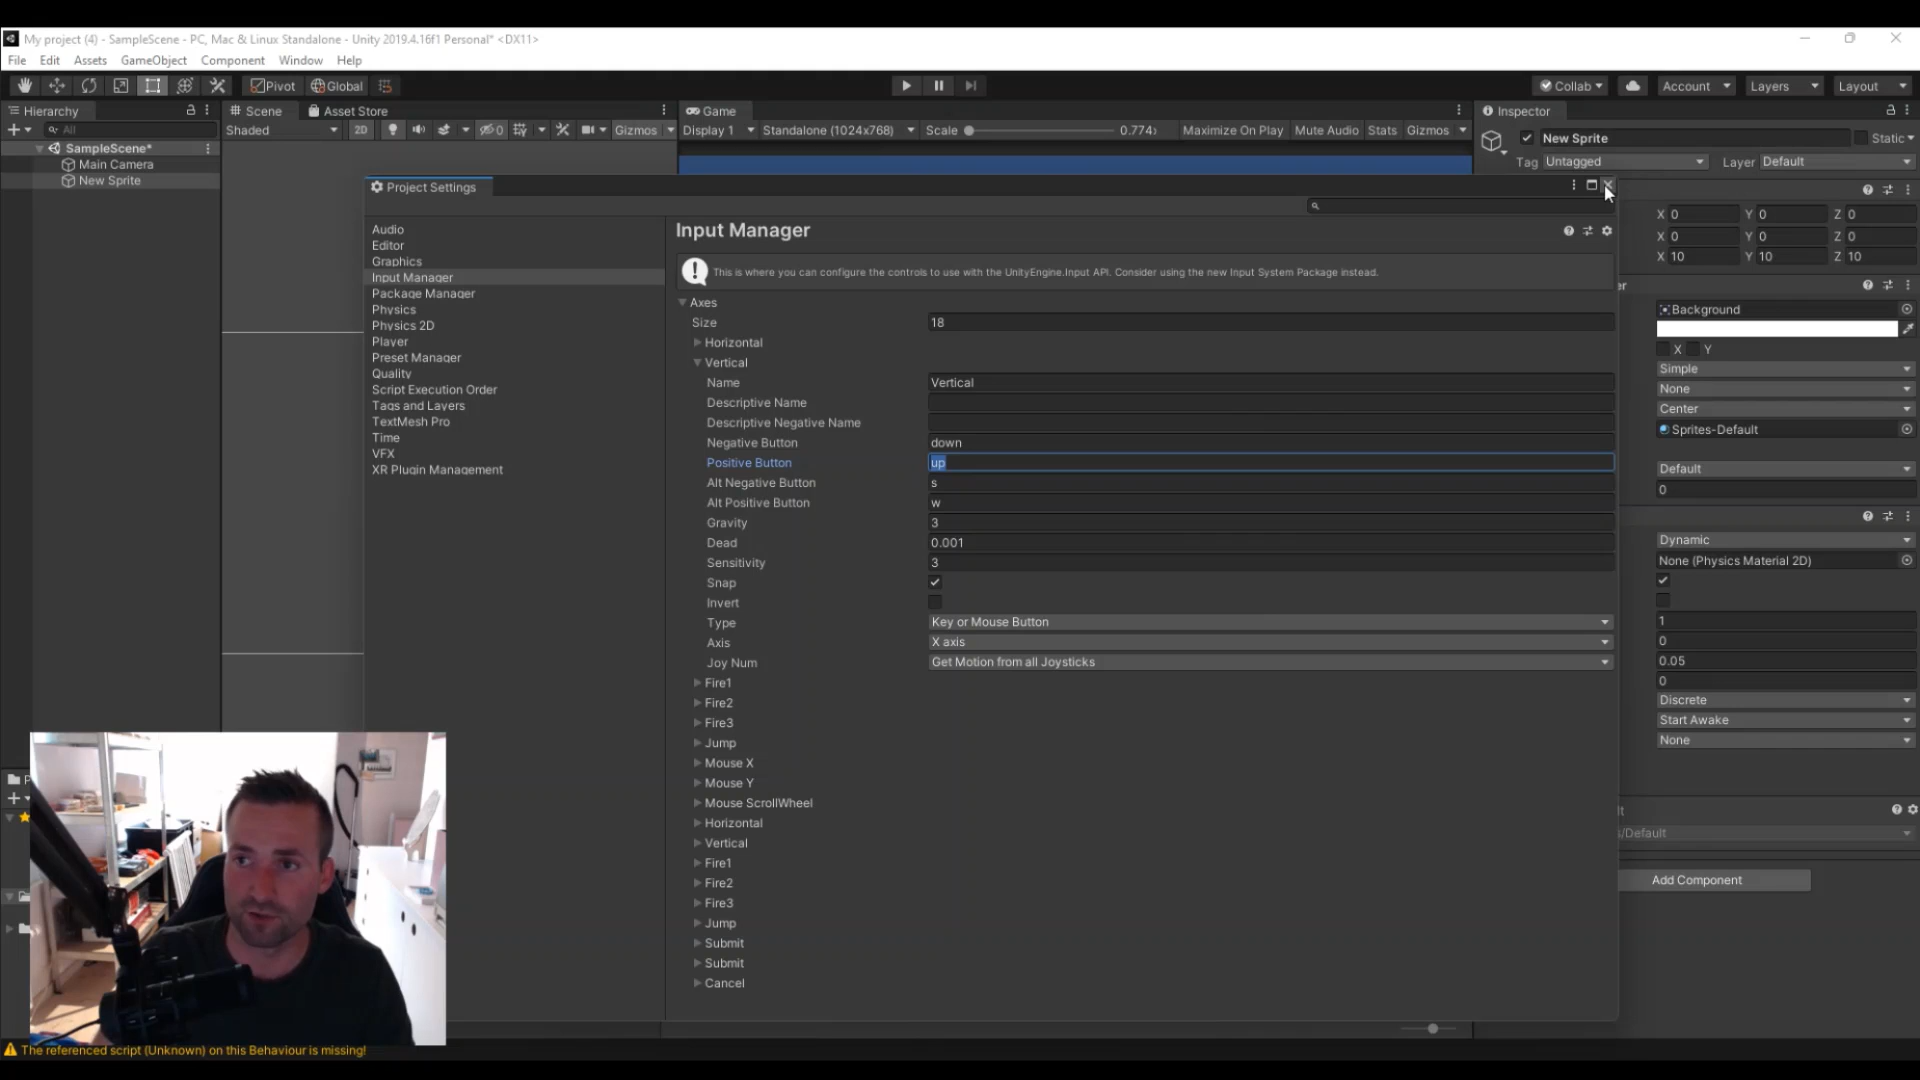 My project (4) - SampleScene - PC, Mac & Linux Standalone - Unity 2019.4.16f1 Personal* <DX11>
File Edit Assets GameObject Component Window Help
Pivot Global Collab Account Layers Layout
Hierarchy Scene Asset Store Game Inspector
All Shaded 2D 0 Gizmos Display 1 Standalone (1024x768) Scale 0.774 Maximize On Play Mute Audio Stats Gizmos
New Sprite Static
SampleScene*
Main Camera
New Sprite
Tag Untagged Layer Default
Project Settings
X 0 Y 0 Z 0
X 0 Y 0 Z 0
X 10 Y 10 Z 10
Audio
Editor
Graphics
Input Manager
Package Manager
Physics
Physics 2D
Player
Preset Manager
Quality
Script Execution Order
Tags and Layers
TextMesh Pro
Time
VFX
XR Plugin Management
Input Manager
This is where you can configure the controls to use with the UnityEngine.Input API. Consider using the new Input System Package instead.
Axes
Size 18
Horizontal
Vertical
Name Vertical
Descriptive Name
Descriptive Negative Name
Negative Button down
Positive Button up
Alt Negative Button s
Alt Positive Button w
Gravity 3
Dead 0.001
Sensitivity 3
Snap
Invert
Type Key or Mouse Button
Axis X axis
Joy Num Get Motion from all Joysticks
Fire1
Fire2
Fire3
Jump
Mouse X
Mouse Y
Mouse ScrollWheel
Horizontal
Vertical
Fire1
Fire2
Fire3
Jump
Submit
Submit
Cancel
er
Background
X Y
Simple
None
Center
Sprites-Default
Default
0
Dynamic
None (Physics Material 2D)
1
0
0.05
0
Discrete
Start Awake
None
lt
s/Default
Add Component
The referenced script (Unknown) on this Behaviour is missing!